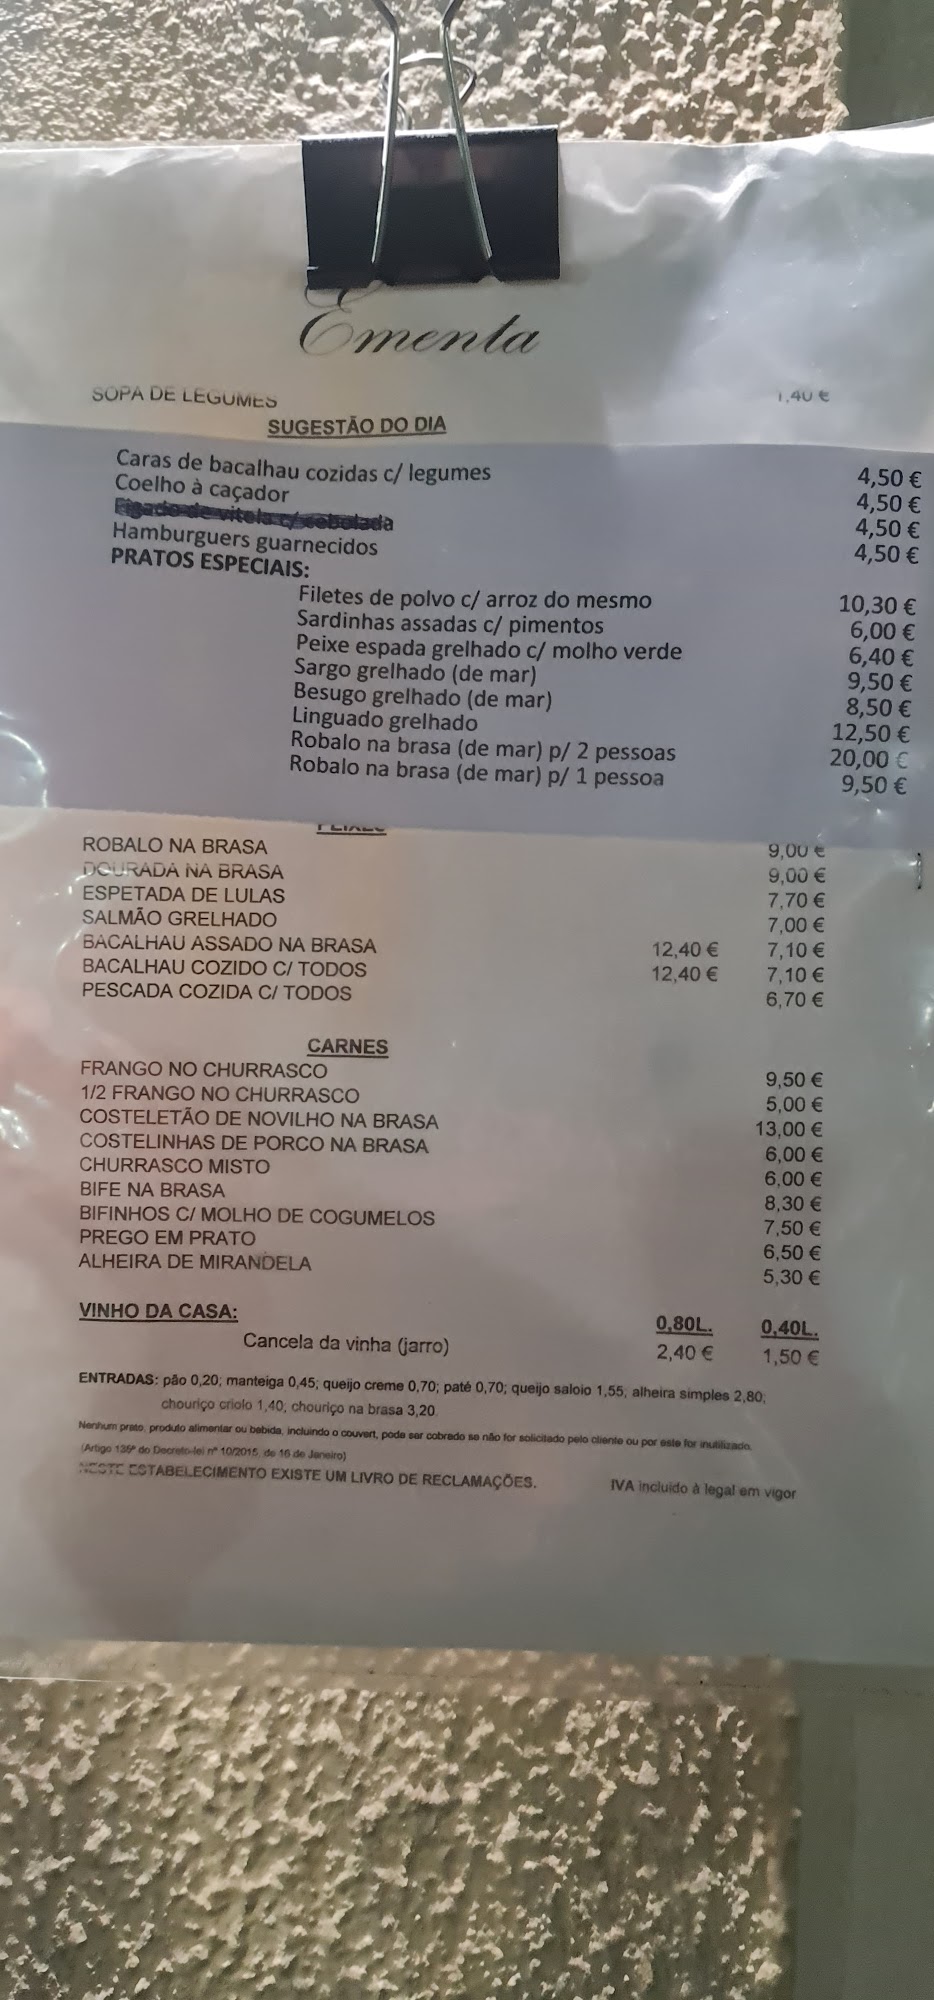 Ementa
SOPA DE LEGUMES 1,40 €
SUGESTÃO DO DIA
Caras de bacalhau cozidas c/ legumes 4,50 €
Coelho à caçador 4,50 €
Figado de vitela c/ cebolada 4,50 €
Hamburguers guarnecidos 4,50 €
PRATOS ESPECIAIS:
Filetes de polvo c/ arroz do mesmo 10,30 €
Sardinhas assadas c/ pimentos 6,00 €
Peixe espada grelhado c/ molho verde 6,40 €
Sargo grelhado (de mar) 9,50 €
Besugo grelhado (de mar) 8,50 €
Linguado grelhado 12,50 €
Robalo na brasa (de mar) p/ 2 pessoas 20,00 €
Robalo na brasa (de mar) p/ 1 pessoa 9,50 €
PEIXES
ROBALO NA BRASA 9,00 €
DOURADA NA BRASA 9,00 €
ESPETADA DE LULAS 7,70 €
SALMÃO GRELHADO 7,00 €
BACALHAU ASSADO NA BRASA 12,40 € 7,10 €
BACALHAU COZIDO C/ TODOS 12,40 € 7,10 €
PESCADA COZIDA C/ TODOS 6,70 €
CARNES
FRANGO NO CHURRASCO 9,50 €
1/2 FRANGO NO CHURRASCO 5,00 €
COSTELETÃO DE NOVILHO NA BRASA 13,00 €
COSTELINHAS DE PORCO NA BRASA 6,00 €
CHURRASCO MISTO 6,00 €
BIFE NA BRASA 8,30 €
BIFINHOS C/ MOLHO DE COGUMELOS 7,50 €
PREGO EM PRATO 6,50 €
ALHEIRA DE MIRANDELA 5,30 €
VINHO DA CASA: 0,80L. 0,40L.
Cancela da vinha (jarro) 2,40 € 1,50 €
ENTRADAS: pão 0,20; manteiga 0,45; queijo creme 0,70; paté 0,70; queijo saloio 1,55; alheira simples 2,80;
chouriço criolo 1,40; chouriço na brasa 3,20.
Nenhum prato, produto alimentar ou bebida, incluindo o couvert, pode ser cobrado se não for solicitado pelo cliente ou por este for inutilizado.
(Artigo 135º do Decreto-lei nº 10/2015, de 16 de Janeiro)
NESTE ESTABELECIMENTO EXISTE UM LIVRO DE RECLAMAÇÕES. IVA incluido à legal em vigor